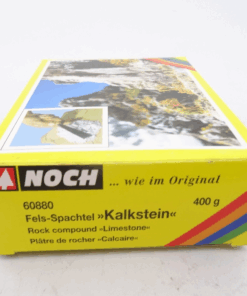 NOCH ... wie im Original
60880 400 g
Fels-Spachtel »Kalkstein«
Rock compound «Limestone»
Plâtre de rocher «Calcaire»